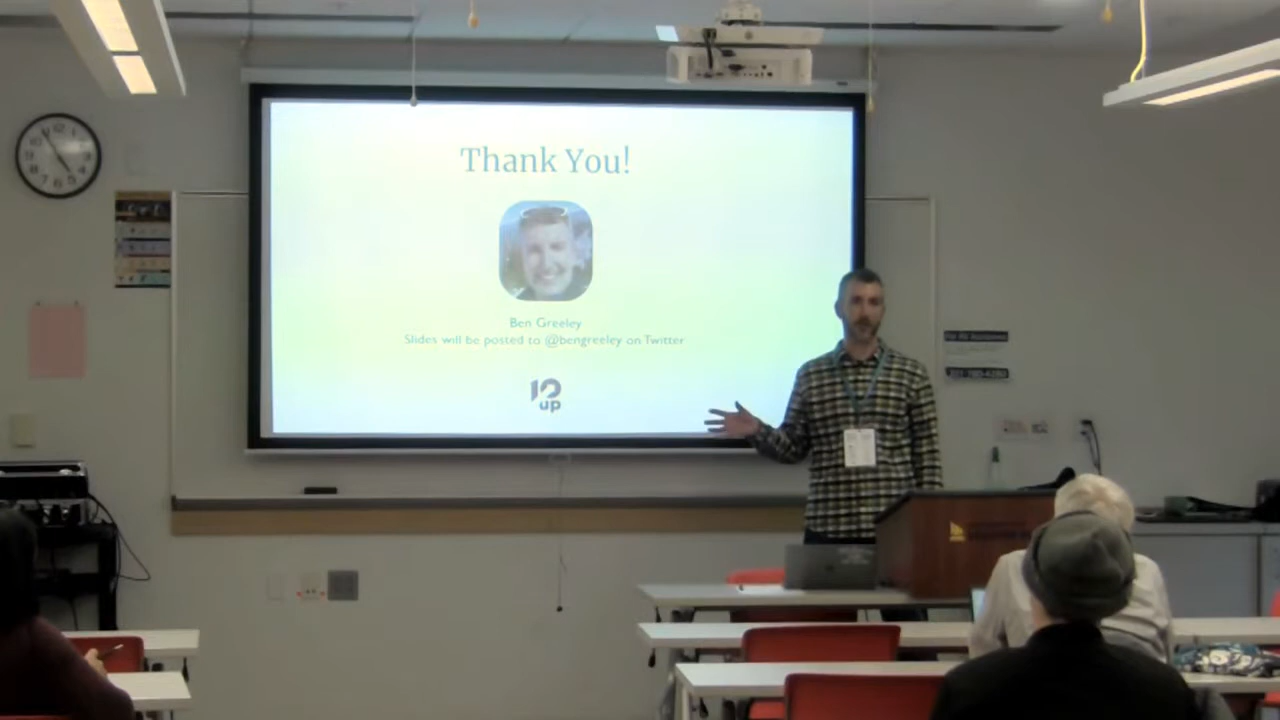 Thank You!
Ben Greeley
Slides will be posted to @bengreeley on Twitter
10
up